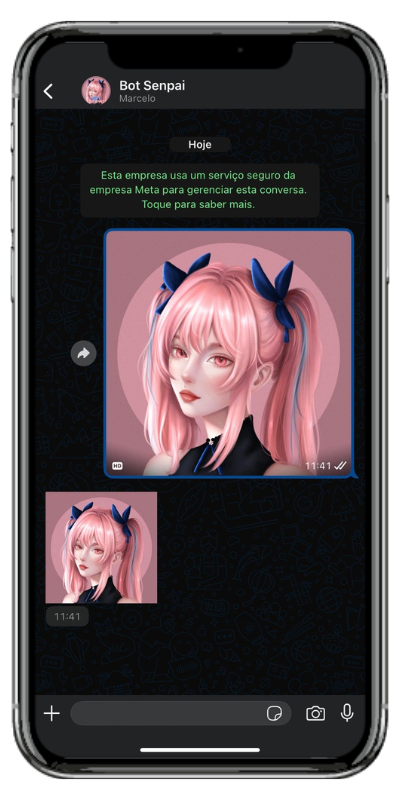 Bot Senpai
Marcelo
Hoje
Esta empresa usa um serviço seguro da
empresa Meta para gerenciar esta conversa.
Toque para saber mais.
HD
11:41
11:41